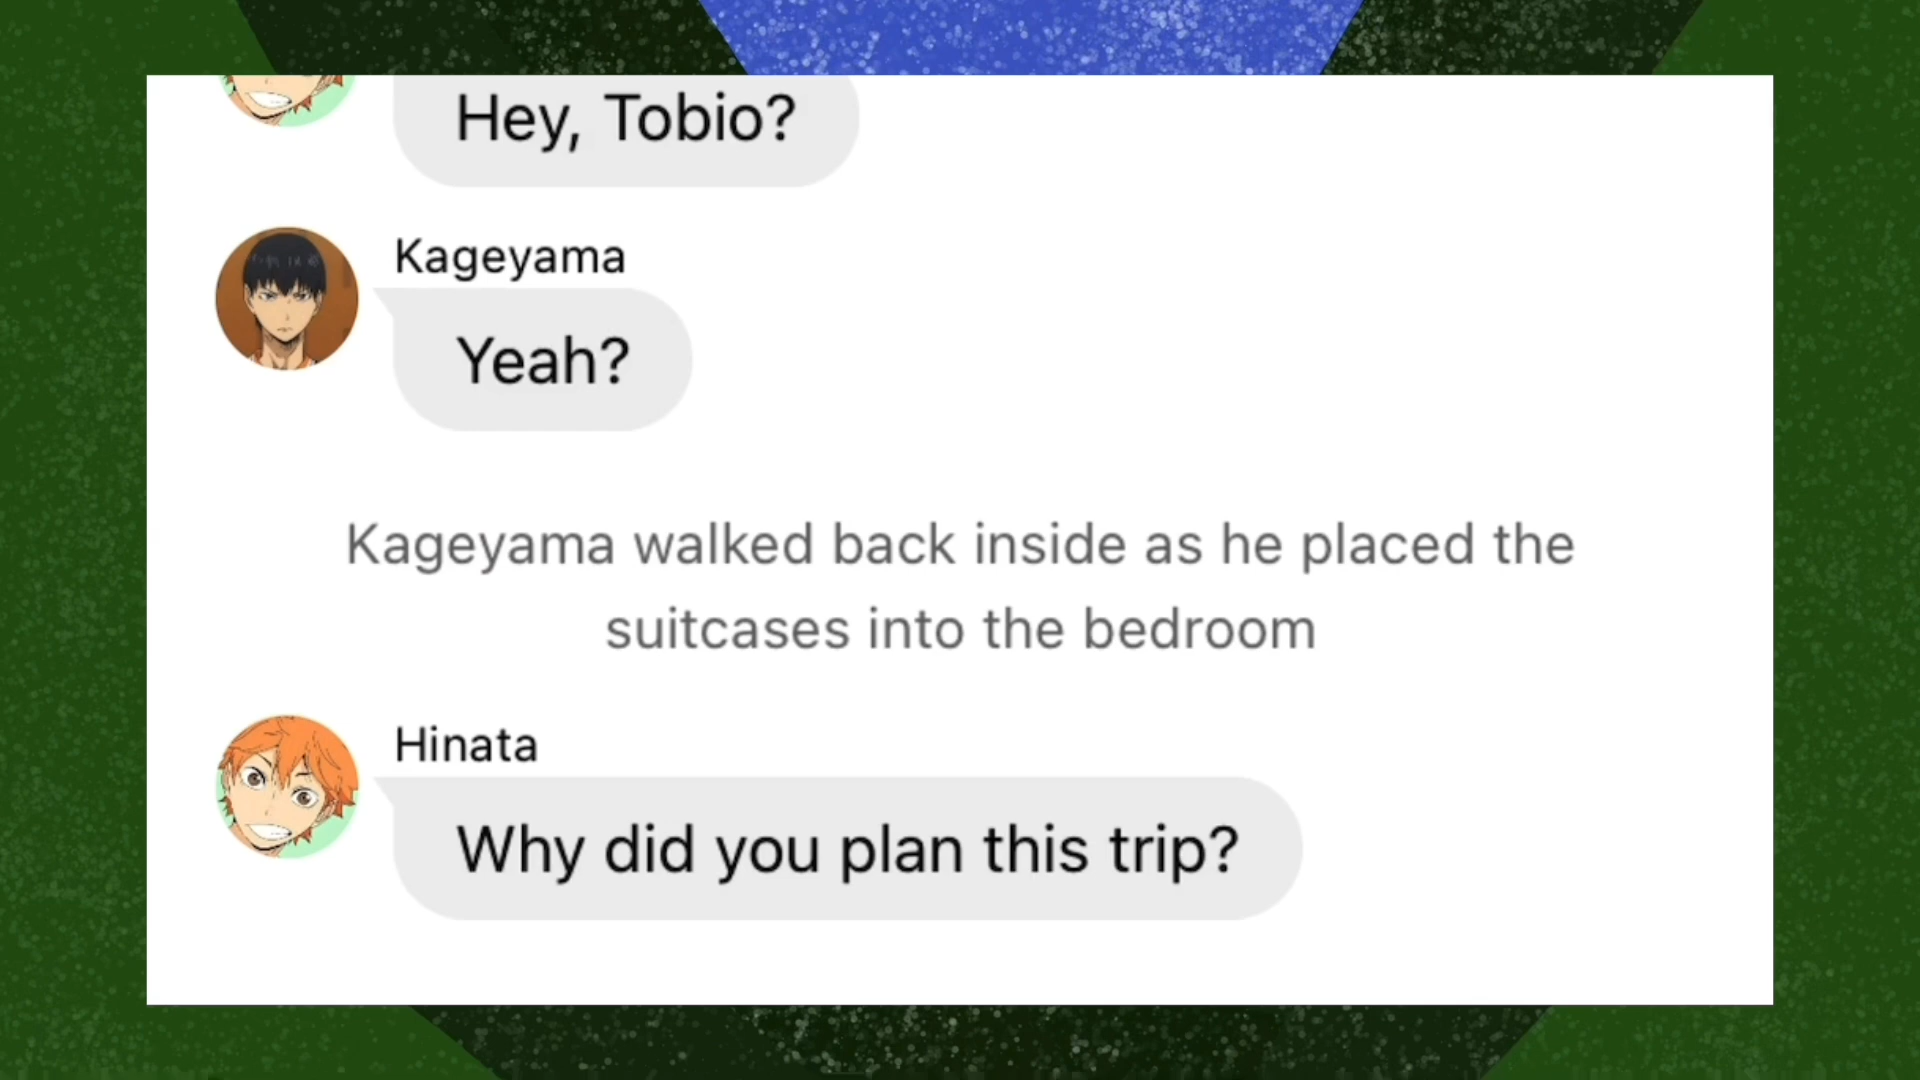 Hey, Tobio?
Kageyama
Yeah?
Kageyama walked back inside as he placed the
suitcases into the bedroom
Hinata
Why did you plan this trip?